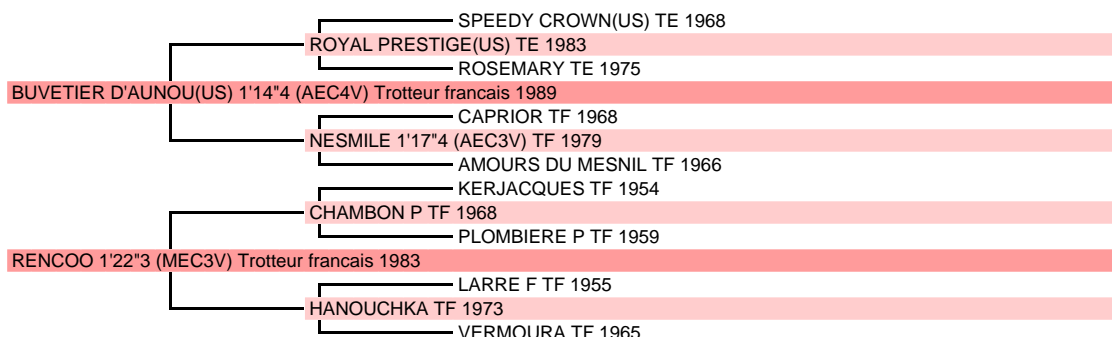 SPEEDY CROWN(US) TE 1968
ROYAL PRESTIGE(US) TE 1983
ROSEMARY TE 1975
BUVETIER D'AUNOU(US) 1'14"4 (AEC4V) Trotteur francais 1989
CAPRIOR TF 1968
NESMILE 1'17"4 (AEC3V) TF 1979
AMOURS DU MESNIL TF 1966
KERJACQUES TF 1954
CHAMBON P TF 1968
PLOMBIERE P TF 1959
RENCOO 1'22"3 (MEC3V) Trotteur francais 1983
LARRE F TF 1955
HANOUCHKA TF 1973
VERMOURA TF 1965